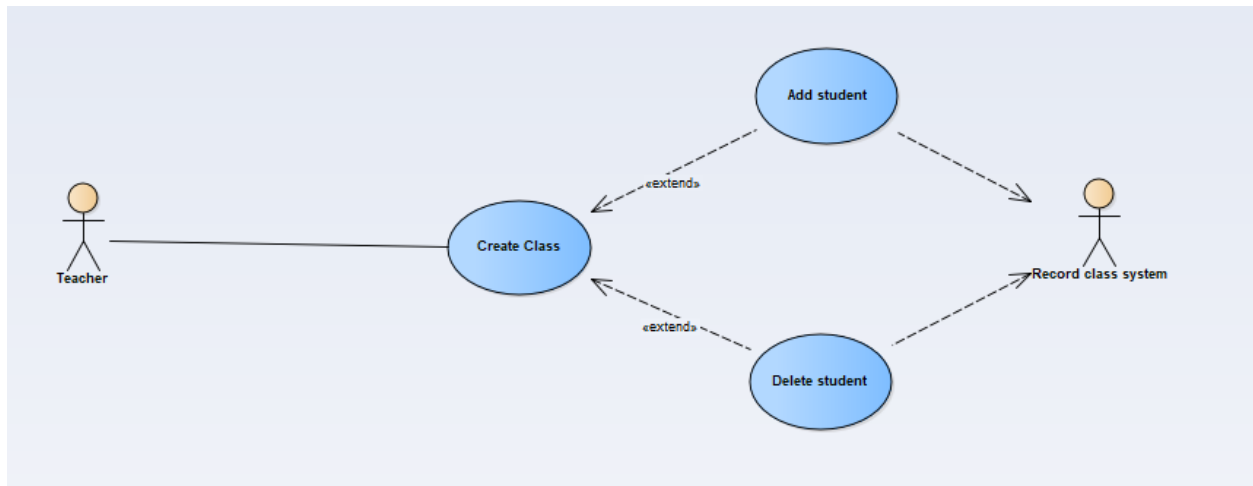 Add student
«extend»
Create Class
Teacher
Record class system
«extend»
Delete student